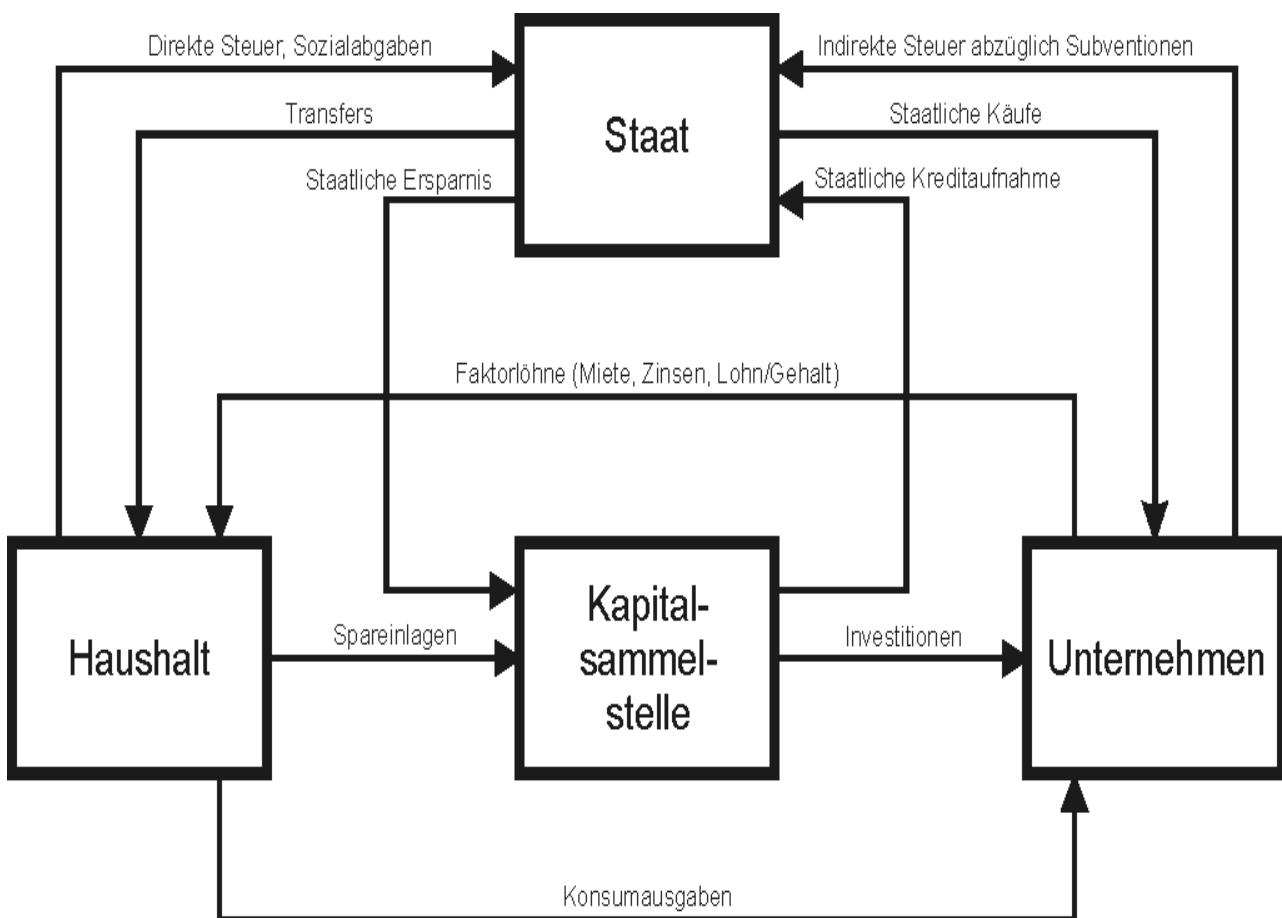 Direkte Steuer, Sozialabgaben
Indirekte Steuer abzüglich Subventionen
Transfers
Staat
Staatliche Käufe
Staatliche Ersparnis
Staatliche Kreditaufnahme
Faktorlöhne (Miete, Zinsen, Lohn/Gehalt)
Haushalt
Spareinlagen
Kapital-
sammel-
stelle
Investitionen
Unternehmen
Konsumausgaben